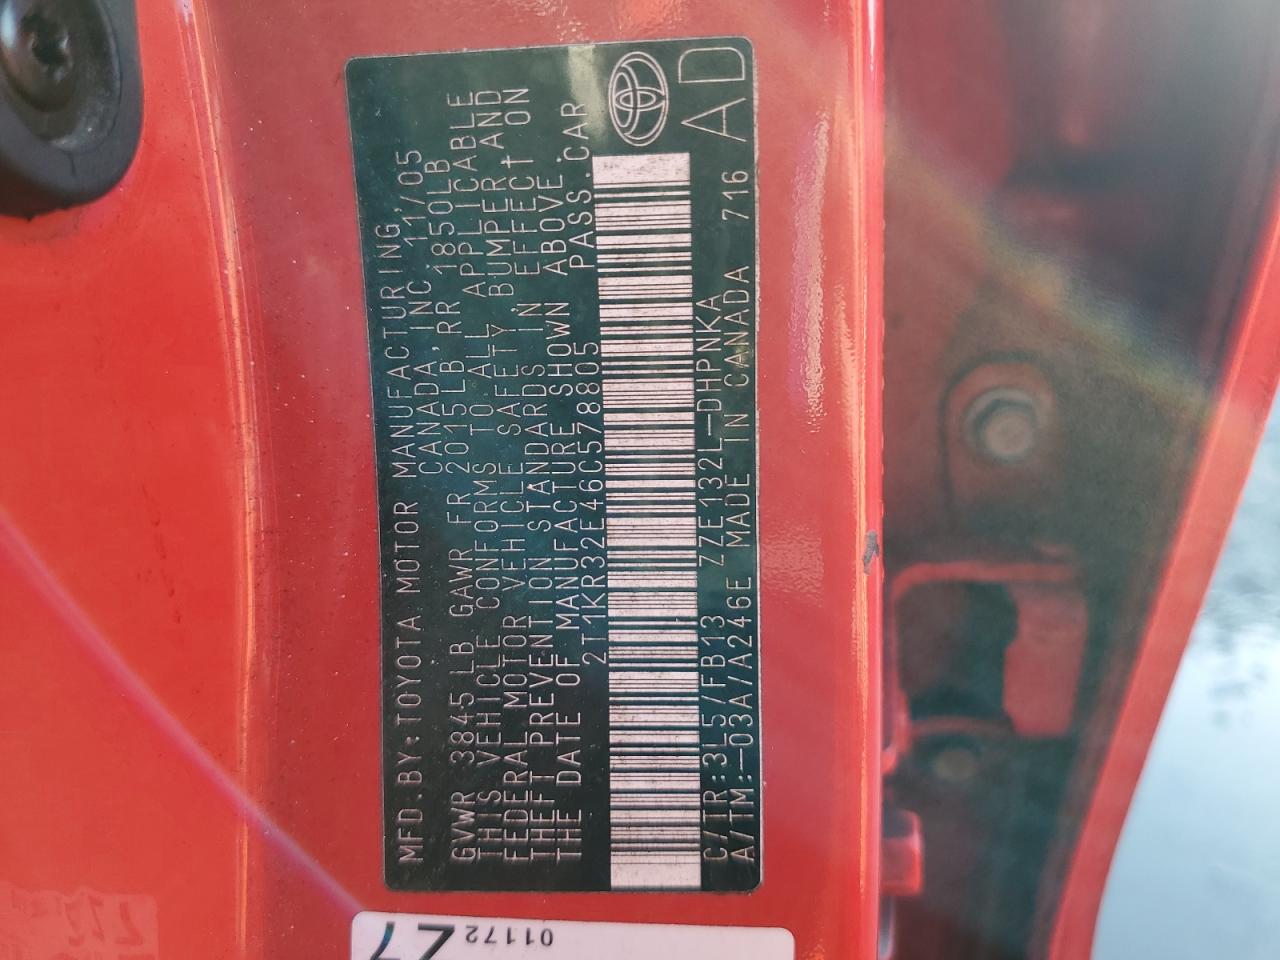 MFD.BY:TOYOTA MOTOR MANUFACTURING,
CANADA,INC 11/05
GVWR 3845 LB GAWR FR 2015LB,RR 1850LB
THIS VEHICLE CONFORMS TO ALL APPLICABLE
FEDERAL MOTOR VEHICLE SAFETY, BUMPER AND
THEFT PREVENTION STANDARDS IN EFFECT ON
THE DATE OF MANUFACTURE SHOWN ABOVE.
2T1KR32E46C578805 PASS.CAR
C/TR:3L5/FB13 ZZE132L-DHPNKA
A/TM:-03A/A246E MADE IN CANADA 716
AD
01172